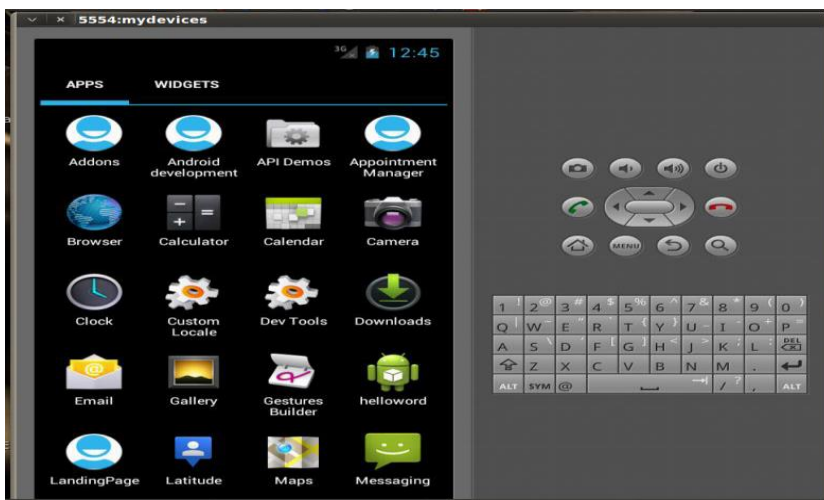 5554:mydevices
3G 12:45
APPS WIDGETS
Addons Android development API Demos Appointment Manager
Browser Calculator Calendar Camera
Clock Custom Locale Dev Tools Downloads
Email Gallery Gestures Builder helloword
LandingPage Latitude Maps Messaging
MENU
1 ! 2 @ 3 # 4 $ 5 % 6 ^ 7 & 8 * 9 ( 0 )
Q W E R T { Y } U I O + P =
A S \ D F [ G ] H < J > K ; L : DEL
Z X C V B N M .
ALT SYM @ / ? , ALT